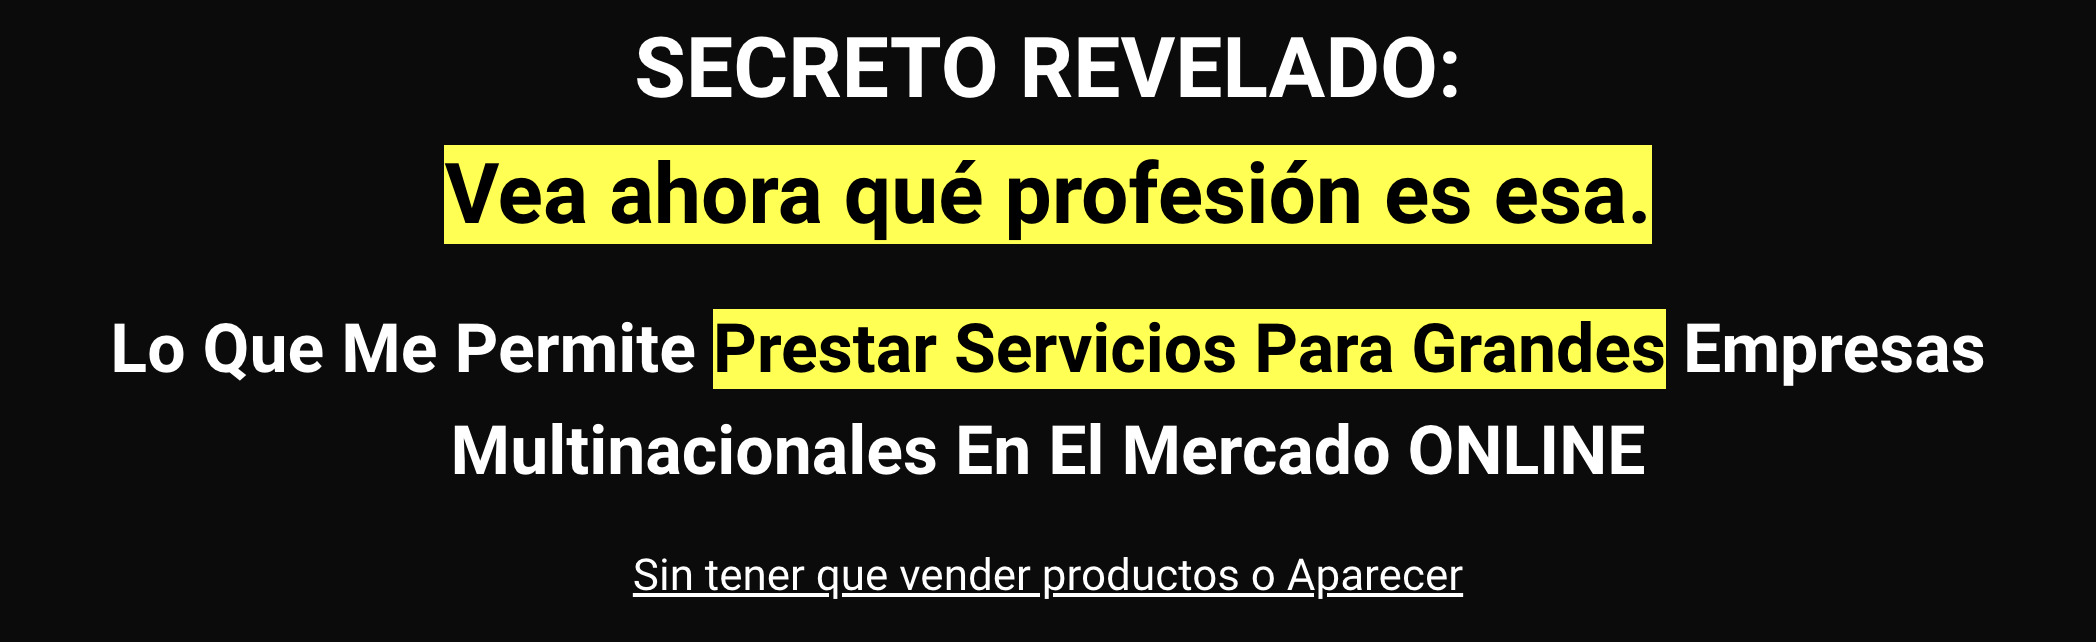 SECRETO REVELADO:
Vea ahora qué profesión es esa.
Lo Que Me Permite Prestar Servicios Para Grandes Empresas
Multinacionales En El Mercado ONLINE
Sin tener que vender productos o Aparecer